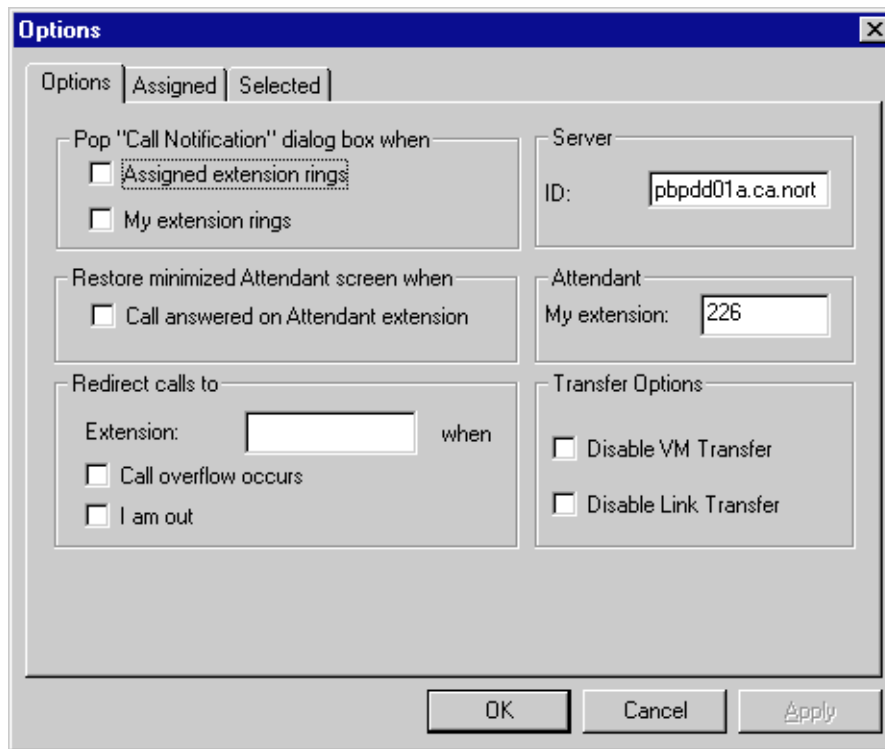 Options
Options Assigned Selected
Pop "Call Notification" dialog box when
Assigned extension rings
My extension rings
Server
ID: pbpdd01a.ca.nort
Restore minimized Attendant screen when
Call answered on Attendant extension
Attendant
My extension: 226
Redirect calls to
Extension: when
Call overflow occurs
I am out
Transfer Options
Disable VM Transfer
Disable Link Transfer
OK Cancel Apply